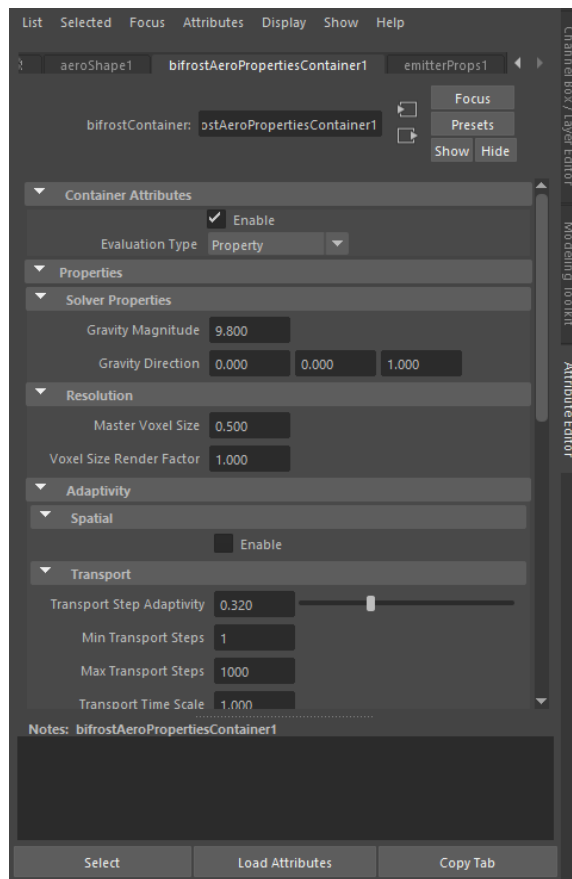 List Selected Focus Attributes Display Show Help
aeroShape1 bifrostAeroPropertiesContainer1 emitterProps1
Focus
bifrostContainer: ostAeroPropertiesContainer1 Presets
Show Hide
Container Attributes
Enable
Evaluation Type Property
Properties
Solver Properties
Gravity Magnitude 9.800
Gravity Direction 0.000 0.000 1.000
Resolution
Master Voxel Size 0.500
Voxel Size Render Factor 1.000
Adaptivity
Spatial
Enable
Transport
Transport Step Adaptivity 0.320
Min Transport Steps 1
Max Transport Steps 1000
Transport Time Scale 1.000
Notes: bifrostAeroPropertiesContainer1
Select Load Attributes Copy Tab
Channel Box / Layer Editor
Modeling Toolkit
Attribute Editor